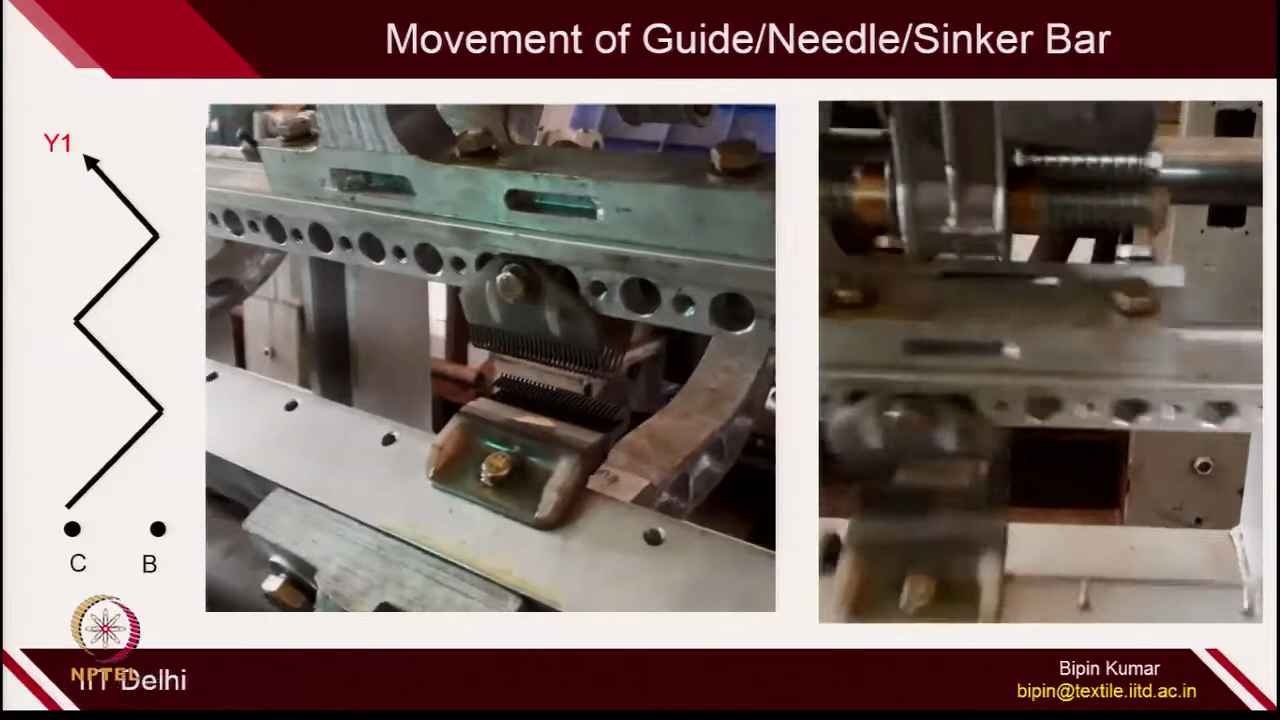 Movement of Guide/Needle/Sinker Bar
Y1
C B
NPTEL
IIT Delhi
Bipin Kumar
bipin@textile.iitd.ac.in